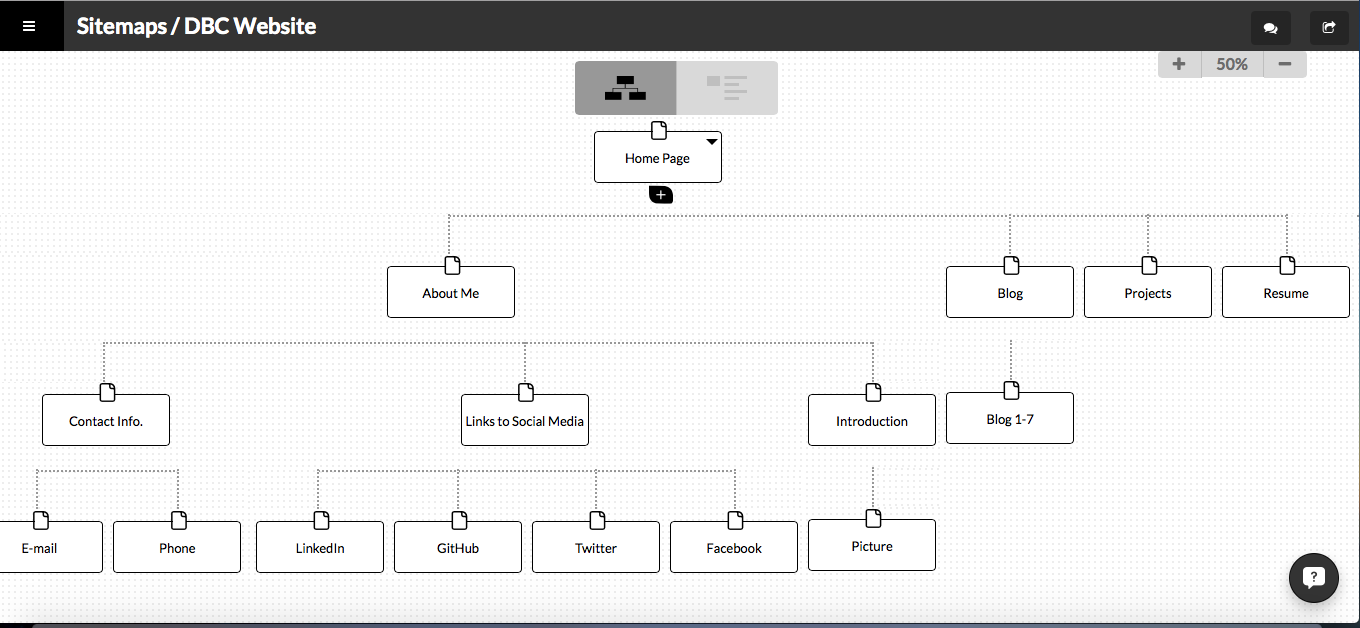 Sitemaps / DBC Website
50%
Home Page
About Me
Blog
Projects
Resume
Contact Info.
Links to Social Media
Introduction
Blog 1-7
E-mail
Phone
LinkedIn
GitHub
Twitter
Facebook
Picture